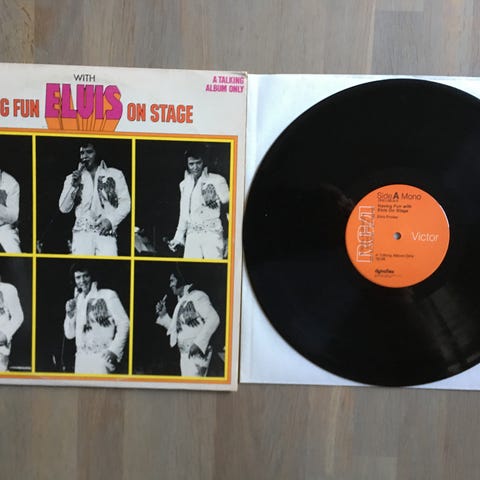 WITH
A TALKING
ALBUM ONLY
G FUN ELVIS ON STAGE
Side A Mono
Having Fun with
Elvis On Stage
Elvis Presley
RCA
Victor
A Talking Album Only
dynaflex